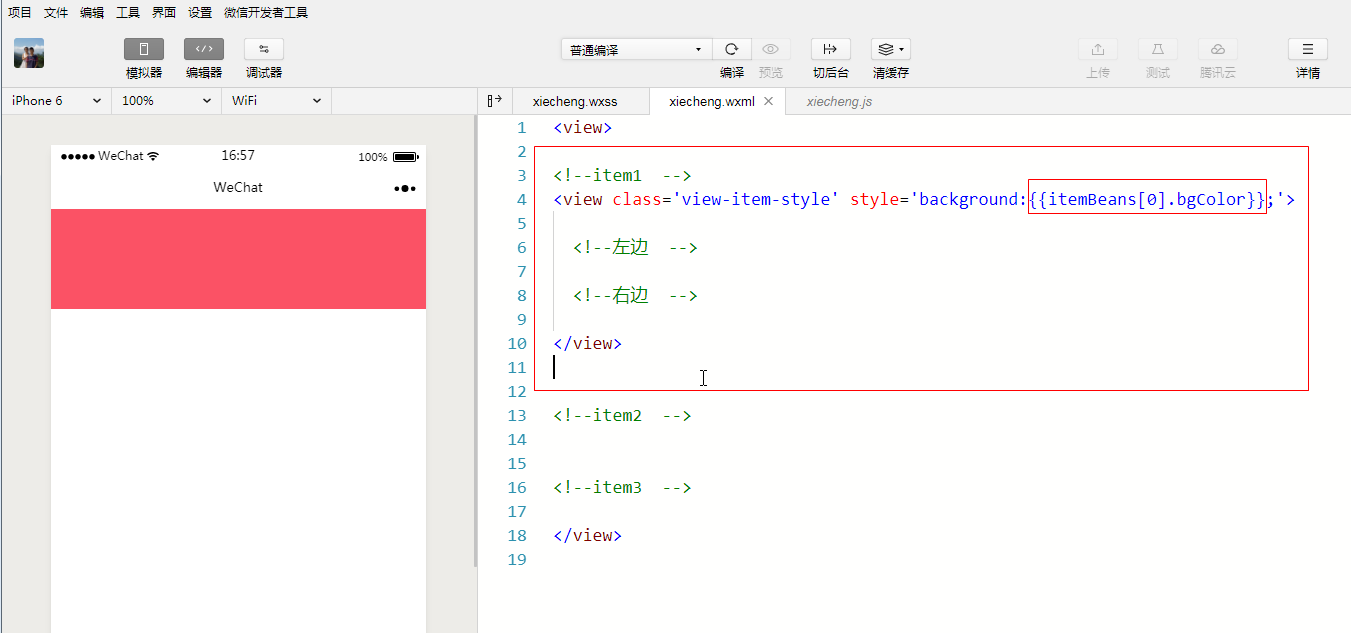 项目 文件 编辑 工具 界面 设置 微信开发者工具
普通编译
模拟器 编辑器 调试器 编译 预览 切后台 清缓存 上传 测试 腾讯云 详情
iPhone 6 100% WiFi xiecheng.wxss xiecheng.wxml xiecheng.js
WeChat 16:57 100%
WeChat
1 <view>
2
3 <!--item1  -->
4 <view class='view-item-style' style='background:{{itemBeans[0].bgColor}};'>
5
6 <!--左边  -->
7
8 <!--右边  -->
9
10 </view>
11
12
13 <!--item2  -->
14
15
16 <!--item3  -->
17
18 </view>
19